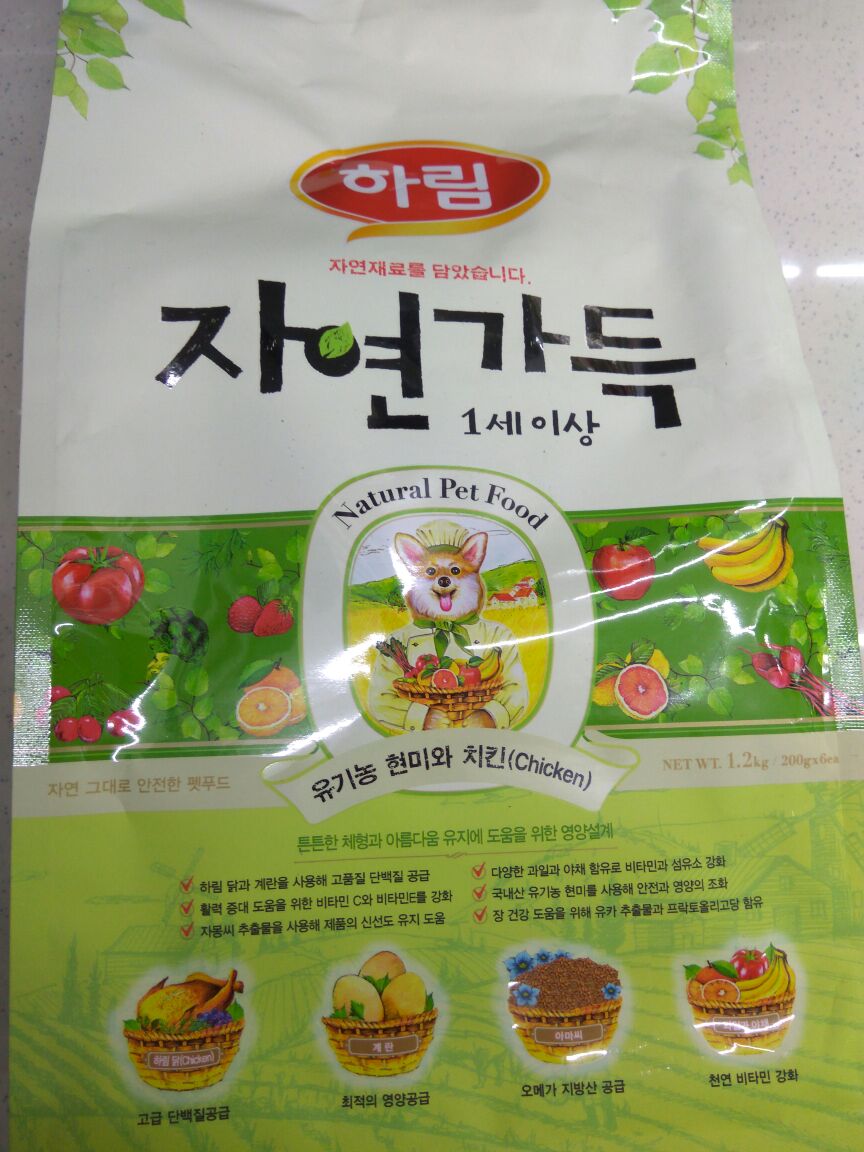 하림
자연재료를 담았습니다.
자연가득
1세이상
Natural Pet Food
유기농 현미와 치킨(Chicken)
자연 그대로 안전한 펫푸드
NET WT. 1.2kg / 200gx6ea
튼튼한 체형과 아름다움 유지에 도움을 위한 영양설계
하림 닭과 계란을 사용해 고품질 단백질 공급
활력 증대 도움을 위한 비타민 C와 비타민E를 강화
자몽씨 추출물을 사용해 제품의 신선도 유지 도움
다양한 과일과 야채 함유로 비타민과 섬유소 강화
국내산 유기농 현미를 사용해 안전과 영양의 조화
장 건강 도움을 위해 유카 추출물과 프락토올리고당 함유
하림 닭(Chicken)
고급 단백질공급
계란
최적의 영양공급
아마씨
오메가 지방산 공급
천연 비타민 강화